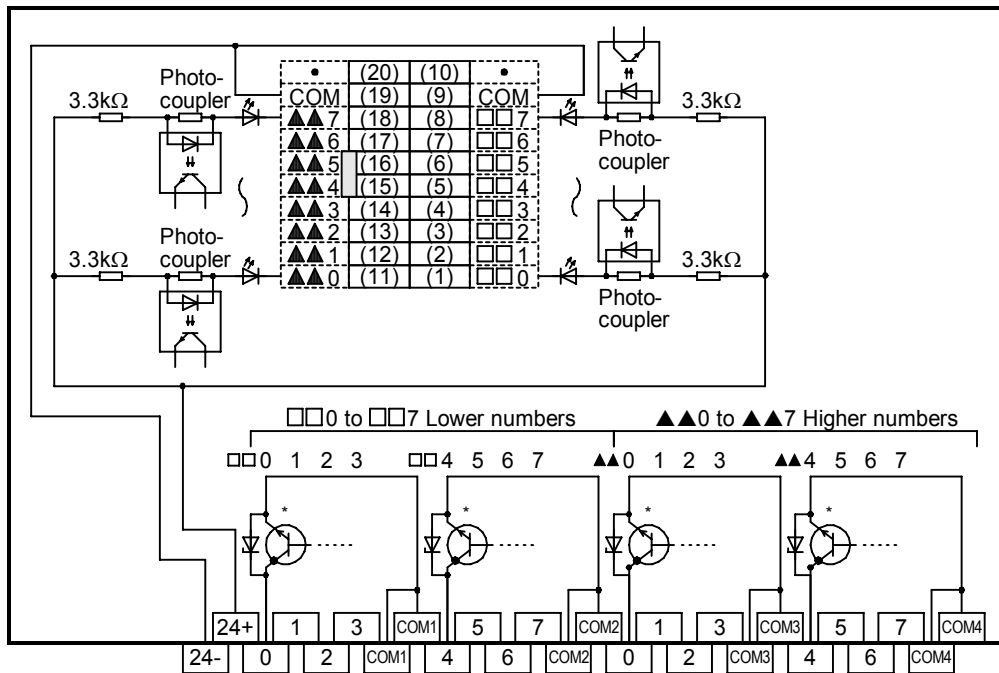 Photo-
coupler
3.3kΩ
• (20) (10) •
COM (19) (9) COM
▲▲7 (18) (8) □□7
▲▲6 (17) (7) □□6
▲▲5 (16) (6) □□5
▲▲4 (15) (5) □□4
▲▲3 (14) (4) □□3
▲▲2 (13) (3) □□2
▲▲1 (12) (2) □□1
▲▲0 (11) (1) □□0
3.3kΩ
Photo-
coupler
Photo-
coupler
3.3kΩ
3.3kΩ
Photo-
coupler
□□0 to □□7 Lower numbers ▲▲0 to ▲▲7 Higher numbers
□□0 1 2 3 □□4 5 6 7 ▲▲0 1 2 3 ▲▲4 5 6 7
* * * *
24+ 1 3 COM1 5 7 COM2 1 3 COM3 5 7 COM4
24- 0 2 COM1 4 6 COM2 0 2 COM3 4 6 COM4